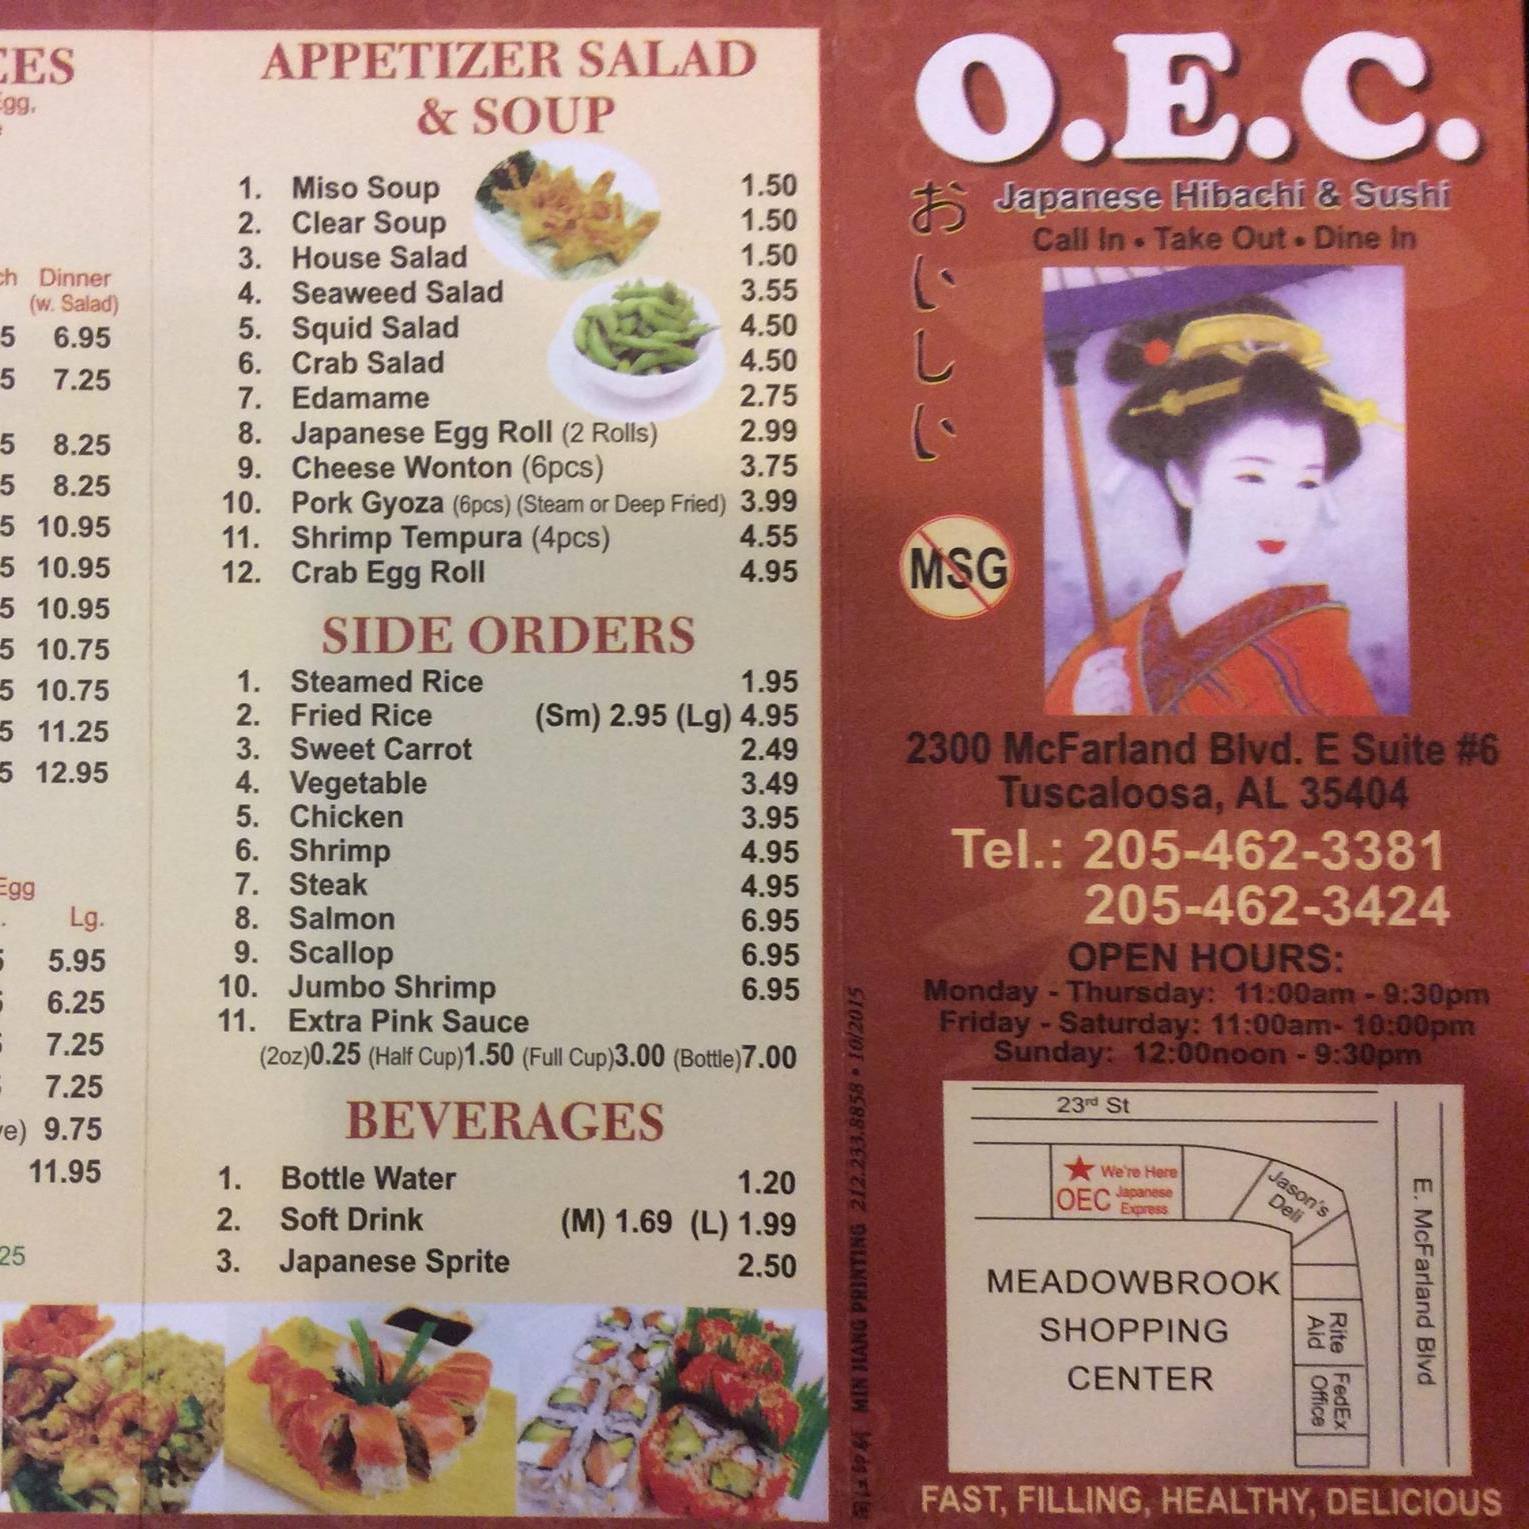 Dinner
(w. Salad)
6.95
7.25
8.25
8.25
10.95
10.95
10.95
10.75
10.75
11.25
12.95
Egg
Lg.
5.95
6.25
7.25
7.25
9.75
11.95
APPETIZER SALAD
& SOUP
1. Miso Soup 1.50
2. Clear Soup 1.50
3. House Salad 1.50
4. Seaweed Salad 3.55
5. Squid Salad 4.50
6. Crab Salad 4.50
7. Edamame 2.75
8. Japanese Egg Roll (2 Rolls) 2.99
9. Cheese Wonton (6pcs) 3.75
10. Pork Gyoza (6pcs) (Steam or Deep Fried) 3.99
11. Shrimp Tempura (4pcs) 4.55
12. Crab Egg Roll 4.95
SIDE ORDERS
1. Steamed Rice 1.95
2. Fried Rice (Sm) 2.95 (Lg) 4.95
3. Sweet Carrot 2.49
4. Vegetable 3.49
5. Chicken 3.95
6. Shrimp 4.95
7. Steak 4.95
8. Salmon 6.95
9. Scallop 6.95
10. Jumbo Shrimp 6.95
11. Extra Pink Sauce
(2oz)0.25 (Half Cup)1.50 (Full Cup)3.00 (Bottle)7.00
BEVERAGES
1. Bottle Water 1.20
2. Soft Drink (M) 1.69 (L) 1.99
3. Japanese Sprite 2.50
MIN HANG PRINTING 212.233.8858 • 10/2015
O.E.C.
おいしい
Japanese Hibachi & Sushi
Call In • Take Out • Dine In
MSG
2300 McFarland Blvd. E Suite #6
Tuscaloosa, AL 35404
Tel.: 205-462-3381
205-462-3424
OPEN HOURS:
Monday - Thursday: 11:00am - 9:30pm
Friday - Saturday: 11:00am- 10:00pm
Sunday: 12:00noon - 9:30pm
23rd St
We're Here
OEC Japanese Express
Jason's Deli
E. McFarland Blvd
MEADOWBROOK
SHOPPING
CENTER
Rite Aid
FedEx Office
FAST, FILLING, HEALTHY, DELICIOUS